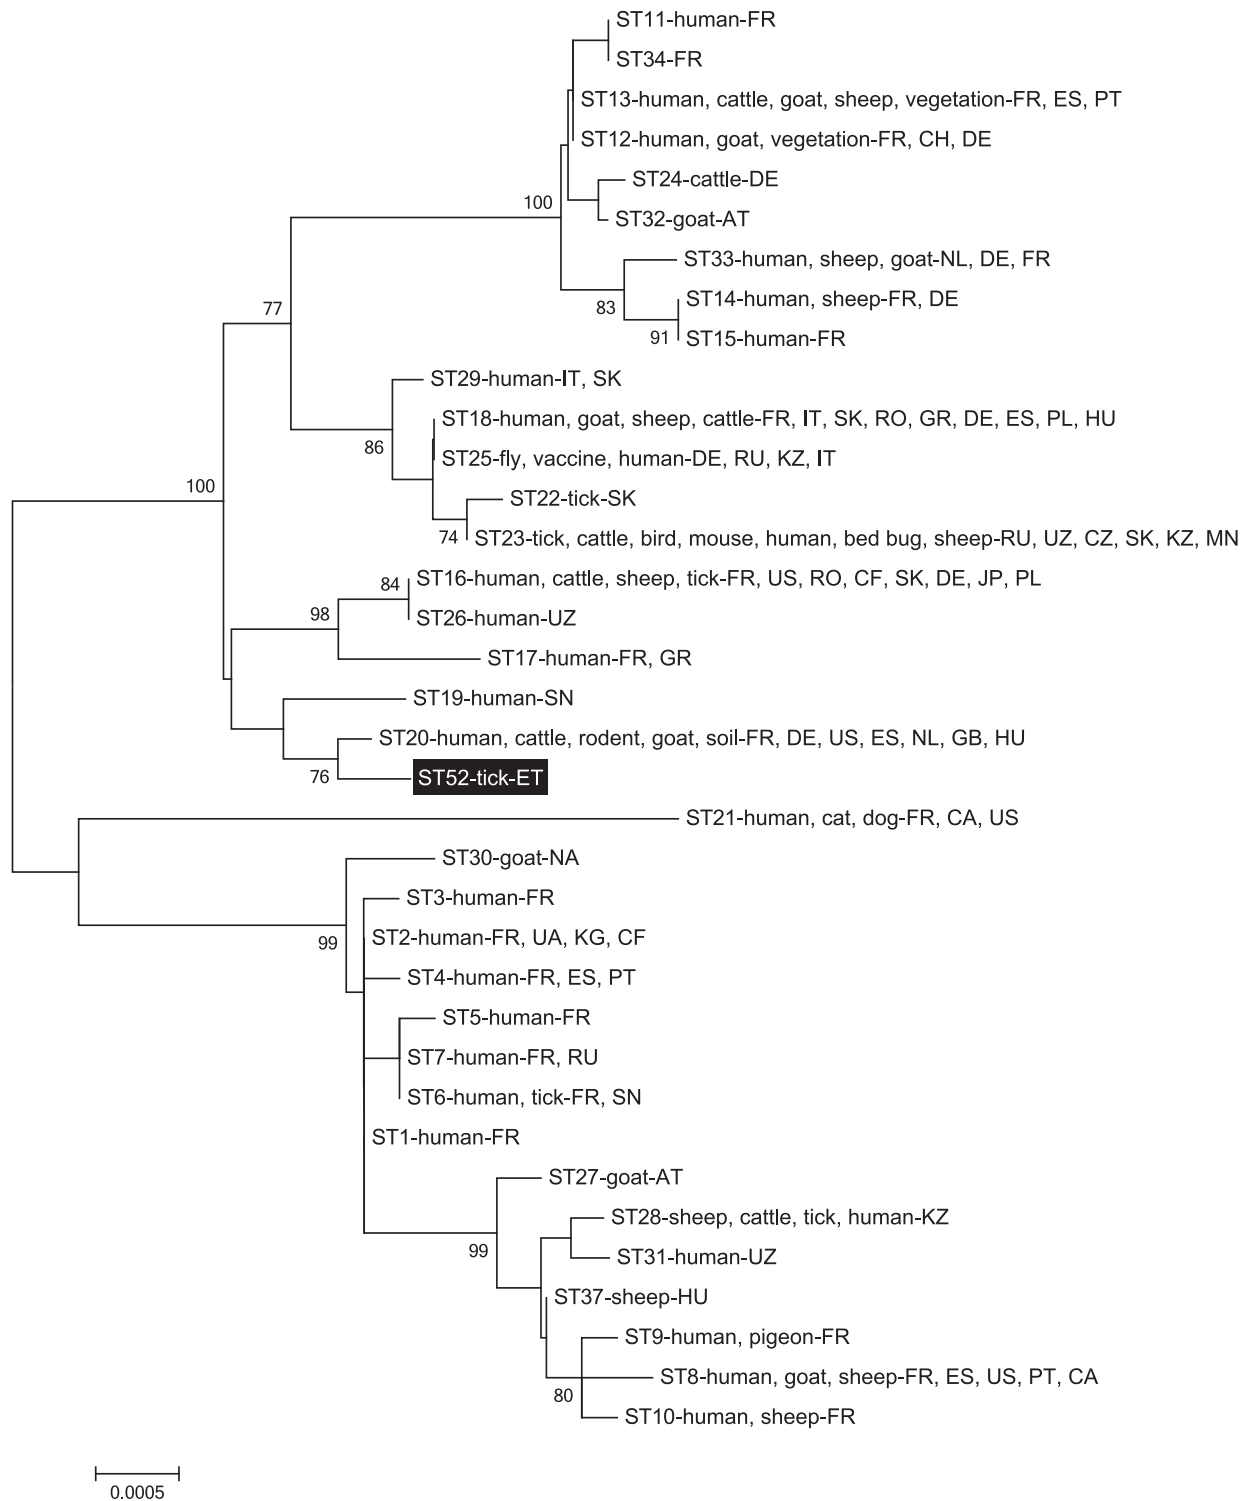 ST11-human-FR
ST34-FR
ST13-human, cattle, goat, sheep, vegetation-FR, ES, PT
ST12-human, goat, vegetation-FR, CH, DE
ST24-cattle-DE
100
ST32-goat-AT
ST33-human, sheep, goat-NL, DE, FR
ST14-human, sheep-FR, DE
83
77
91
ST15-human-FR
ST29-human-IT, SK
ST18-human, goat, sheep, cattle-FR, IT, SK, RO, GR, DE, ES, PL, HU
86
ST25-fly, vaccine, human-DE, RU, KZ, IT
100
ST22-tick-SK
74
ST23-tick, cattle, bird, mouse, human, bed bug, sheep-RU, UZ, CZ, SK, KZ, MN
84
ST16-human, cattle, sheep, tick-FR, US, RO, CF, SK, DE, JP, PL
98
ST26-human-UZ
ST17-human-FR, GR
ST19-human-SN
ST20-human, cattle, rodent, goat, soil-FR, DE, US, ES, NL, GB, HU
76
ST52-tick-ET
ST21-human, cat, dog-FR, CA, US
ST30-goat-NA
ST3-human-FR
99
ST2-human-FR, UA, KG, CF
ST4-human-FR, ES, PT
ST5-human-FR
ST7-human-FR, RU
ST6-human, tick-FR, SN
ST1-human-FR
ST27-goat-AT
ST28-sheep, cattle, tick, human-KZ
99
ST31-human-UZ
ST37-sheep-HU
ST9-human, pigeon-FR
ST8-human, goat, sheep-FR, ES, US, PT, CA
80
ST10-human, sheep-FR
0.0005